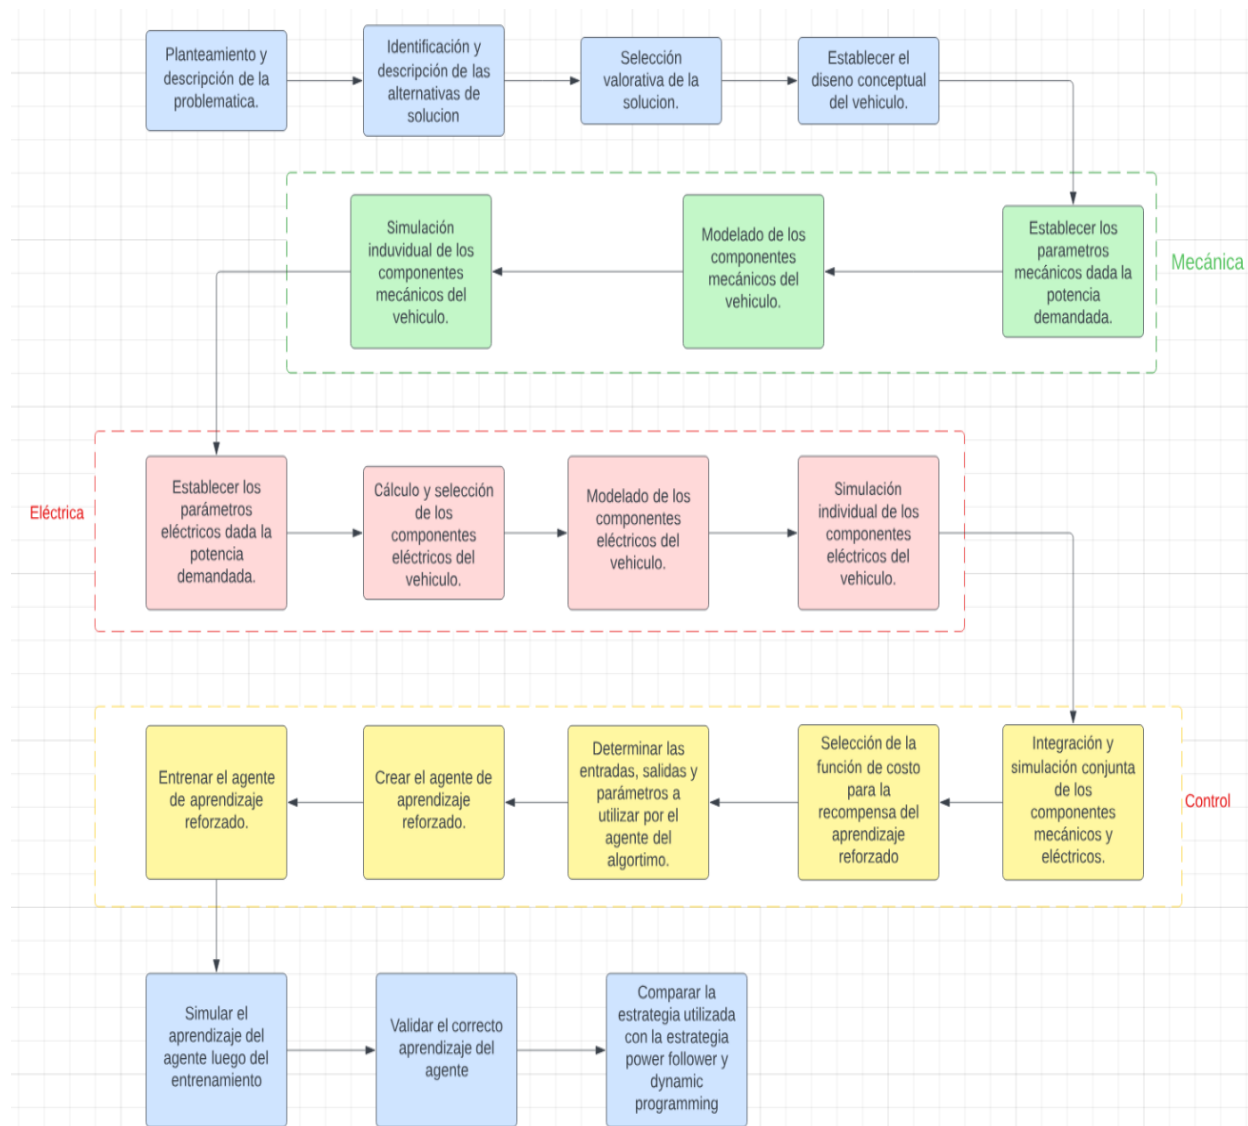 Planteamiento y
descripción de la
problematica.
Identificación y
descripción de las
alternativas de
solucion
Selección
valorativa de la
solucion.
Establecer el
diseno conceptual
del vehiculo.
Establecer los
parametros
mecánicos dada la
potencia
demandada.
Modelado de los
componentes
mecánicos del
vehiculo.
Simulación
induvidual de los
componentes
mecánicos del
vehiculo.
Mecánica
Eléctrica
Establecer los
parámetros
eléctricos dada la
potencia
demandada.
Cálculo y selección
de los
componentes
eléctricos del
vehiculo.
Modelado de los
componentes
eléctricos del
vehiculo.
Simulación
individual de los
componentes
eléctricos del
vehiculo.
Integración y
simulación conjunta
de los
componentes
mecánicos y
eléctricos.
Selección de la
función de costo
para la
recompensa del
aprendizaje
reforzado
Determinar las
entradas, salidas y
parámetros a
utilizar por el
agente del
algortimo.
Crear el agente de
aprendizaje
reforzado.
Entrenar el agente
de aprendizaje
reforzado.
Control
Simular el
aprendizaje del
agente luego del
entrenamiento
Validar el correcto
aprendizaje del
agente
Comparar la
estrategia utilizada
con la estrategia
power follower y
dynamic
programming